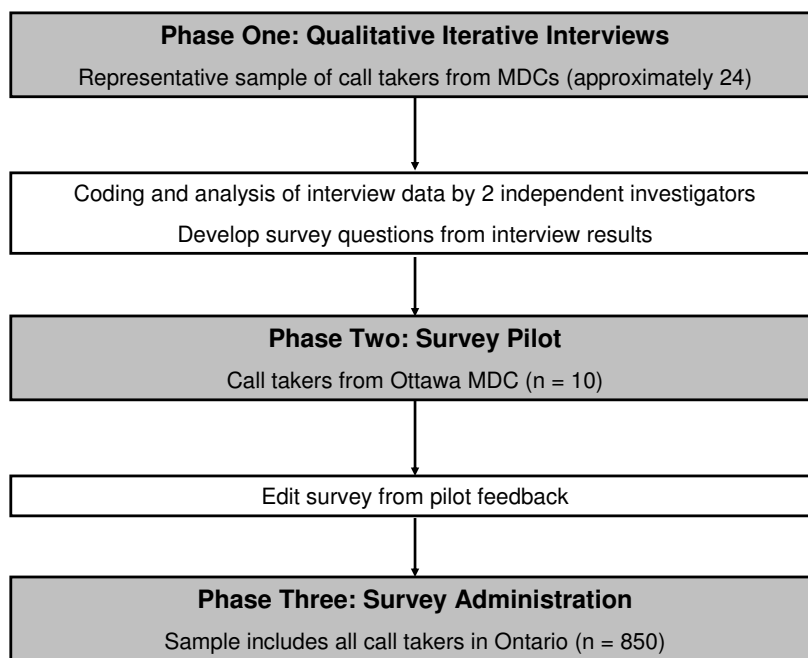 Phase One: Qualitative Iterative Interviews
Representative sample of call takers from MDCs (approximately 24)
Coding and analysis of interview data by 2 independent investigators
Develop survey questions from interview results
Phase Two: Survey Pilot
Call takers from Ottawa MDC (n = 10)
Edit survey from pilot feedback
Phase Three: Survey Administration
Sample includes all call takers in Ontario (n = 850)